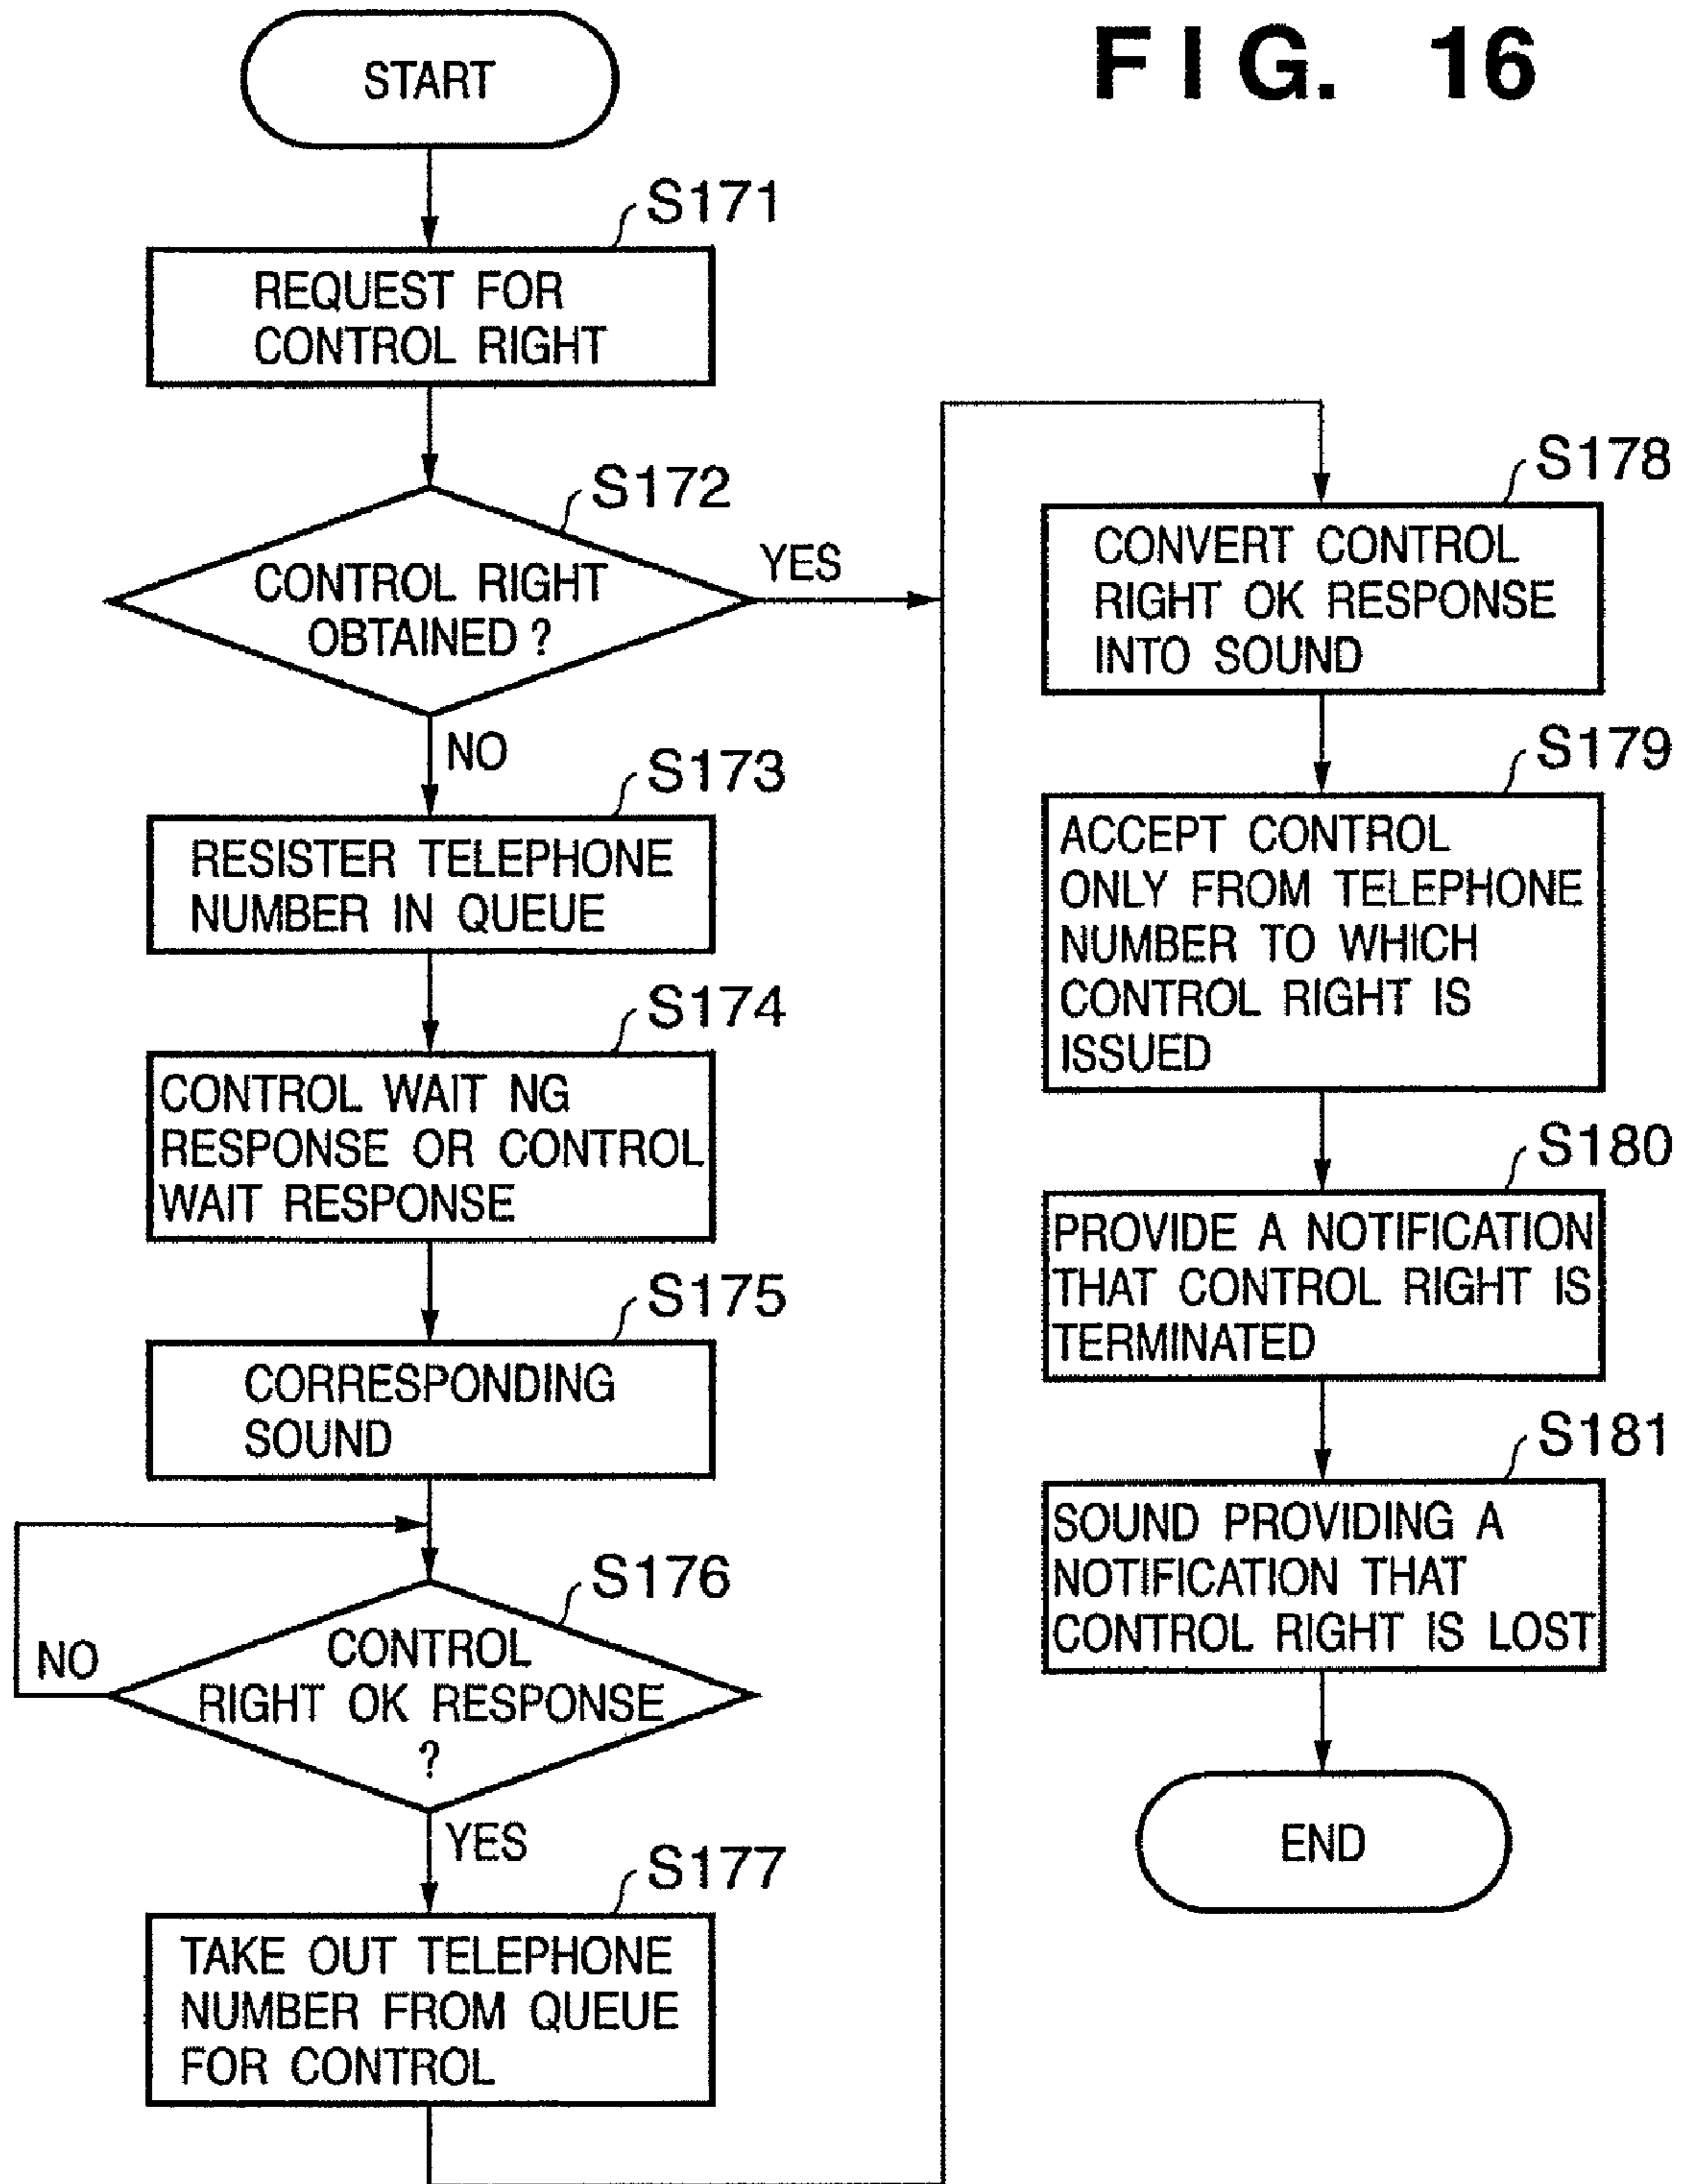 FIG. 16
START
S171
REQUEST FOR
CONTROL RIGHT
S172
CONTROL RIGHT
OBTAINED ?
YES
NO
S173
RESISTER TELEPHONE
NUMBER IN QUEUE
S174
CONTROL WAIT NG
RESPONSE OR CONTROL
WAIT RESPONSE
S175
CORRESPONDING
SOUND
S176
CONTROL
RIGHT OK RESPONSE
?
NO
YES
S177
TAKE OUT TELEPHONE
NUMBER FROM QUEUE
FOR CONTROL
S178
CONVERT CONTROL
RIGHT OK RESPONSE
INTO SOUND
S179
ACCEPT CONTROL
ONLY FROM TELEPHONE
NUMBER TO WHICH
CONTROL RIGHT IS
ISSUED
S180
PROVIDE A NOTIFICATION
THAT CONTROL RIGHT IS
TERMINATED
S181
SOUND PROVIDING A
NOTIFICATION THAT
CONTROL RIGHT IS LOST
END